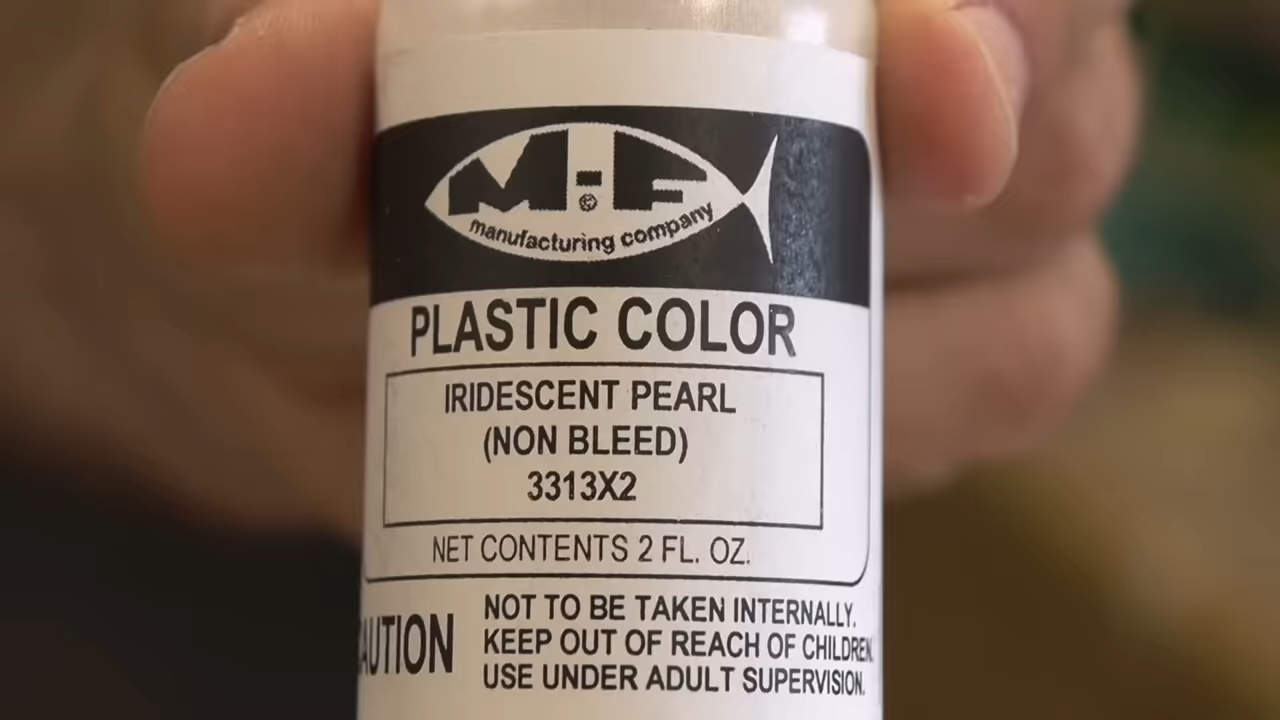 M-F
©
manufacturing company
PLASTIC COLOR
IRIDESCENT PEARL
(NON BLEED)
3313X2
NET CONTENTS 2 FL. OZ.
CAUTION
NOT TO BE TAKEN INTERNALLY.
KEEP OUT OF REACH OF CHILDREN.
USE UNDER ADULT SUPERVISION.